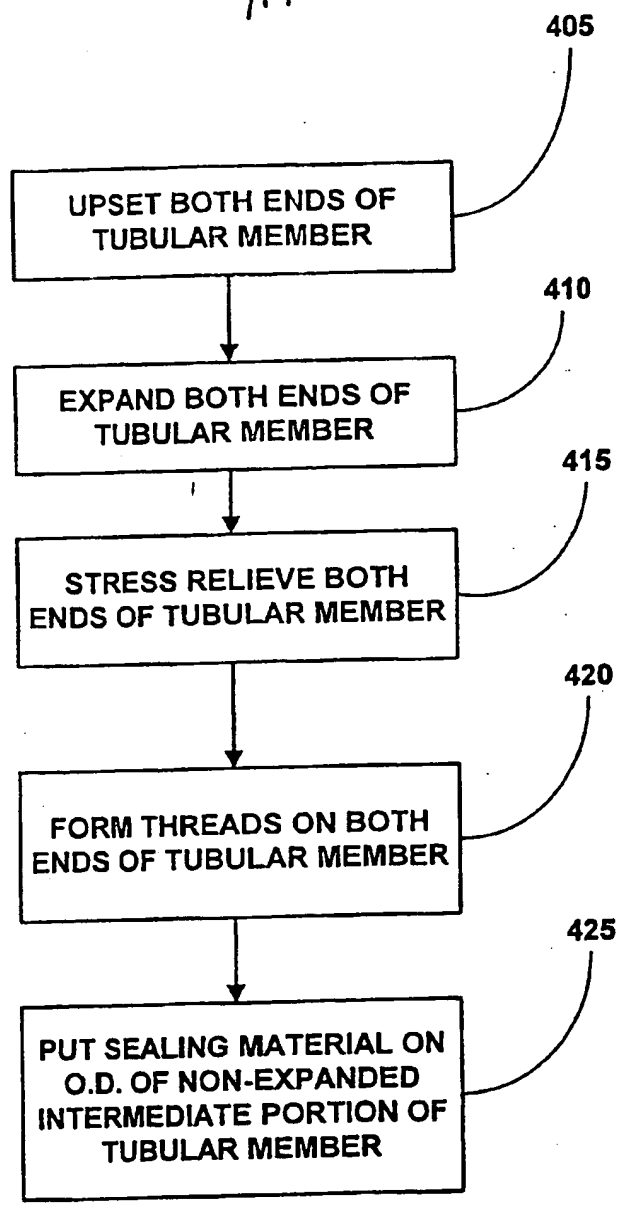 405
UPSET BOTH ENDS OF
TUBULAR MEMBER
410
EXPAND BOTH ENDS OF
TUBULAR MEMBER
415
STRESS RELIEVE BOTH
ENDS OF TUBULAR MEMBER
420
FORM THREADS ON BOTH
ENDS OF TUBULAR MEMBER
425
PUT SEALING MATERIAL ON
O.D. OF NON-EXPANDED
INTERMEDIATE PORTION OF
TUBULAR MEMBER